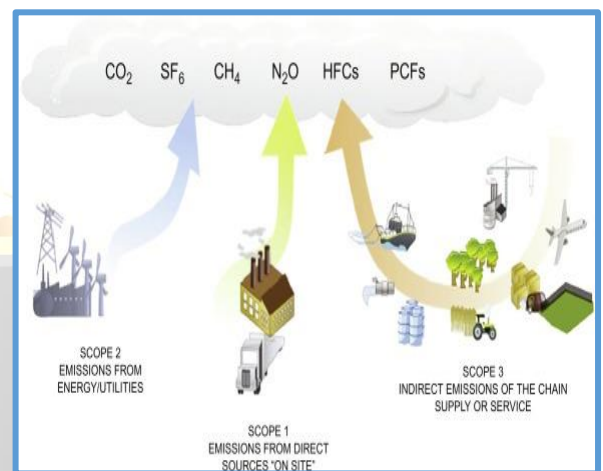 CO₂ SF₆ CH₄ N₂O HFCs PCFs
SCOPE 2
EMISSIONS FROM
ENERGY/UTILITIES
SCOPE 1
EMISSIONS FROM DIRECT
SOURCES "ON SITE"
SCOPE 3
INDIRECT EMISSIONS OF THE CHAIN
SUPPLY OR SERVICE